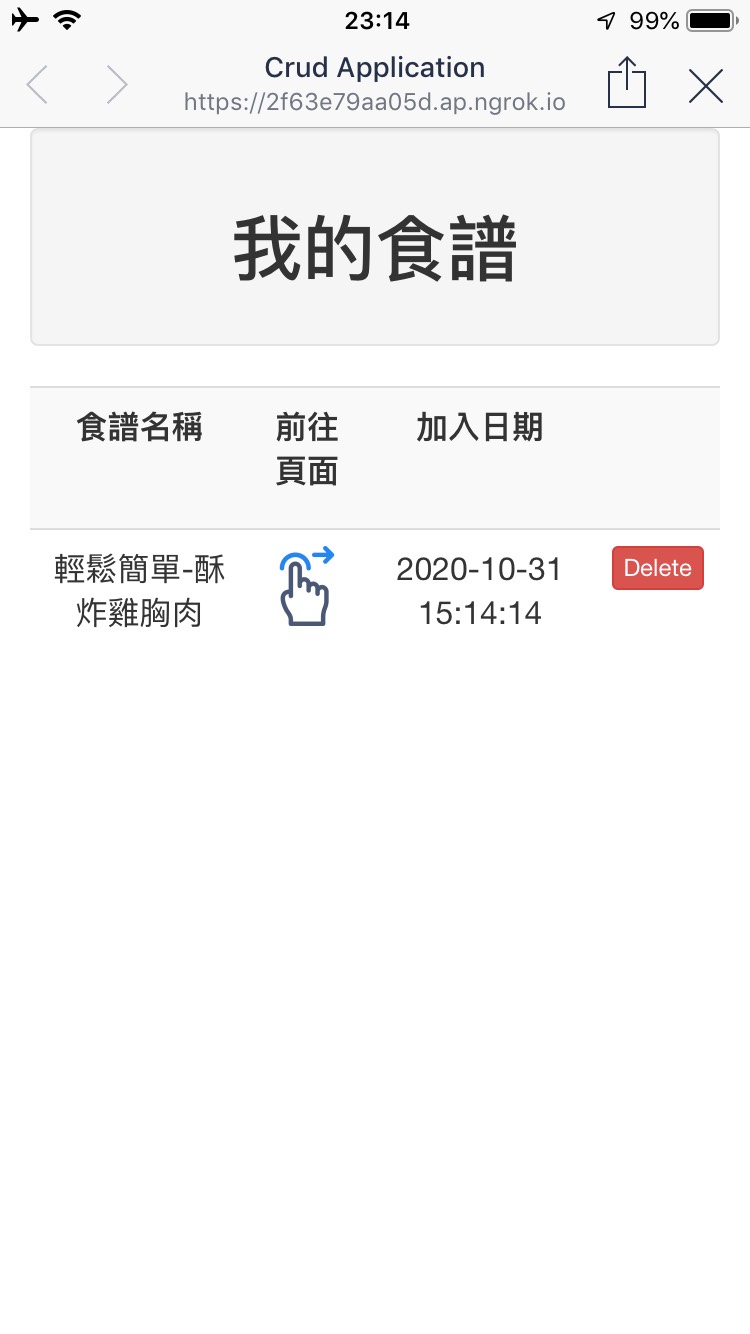 23:14
99%
Crud Application
https://2f63e79aa05d.ap.ngrok.io
我的食譜
食譜名稱 前往 加入日期
頁面
輕鬆簡單-酥 2020-10-31 Delete
炸雞胸肉 15:14:14